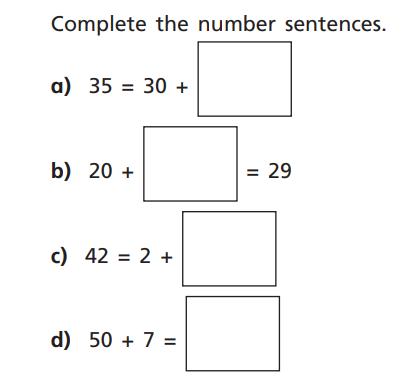 Complete the number sentences.
a) 35 = 30 +
b) 20 + = 29
c) 42 = 2 +
d) 50 + 7 =